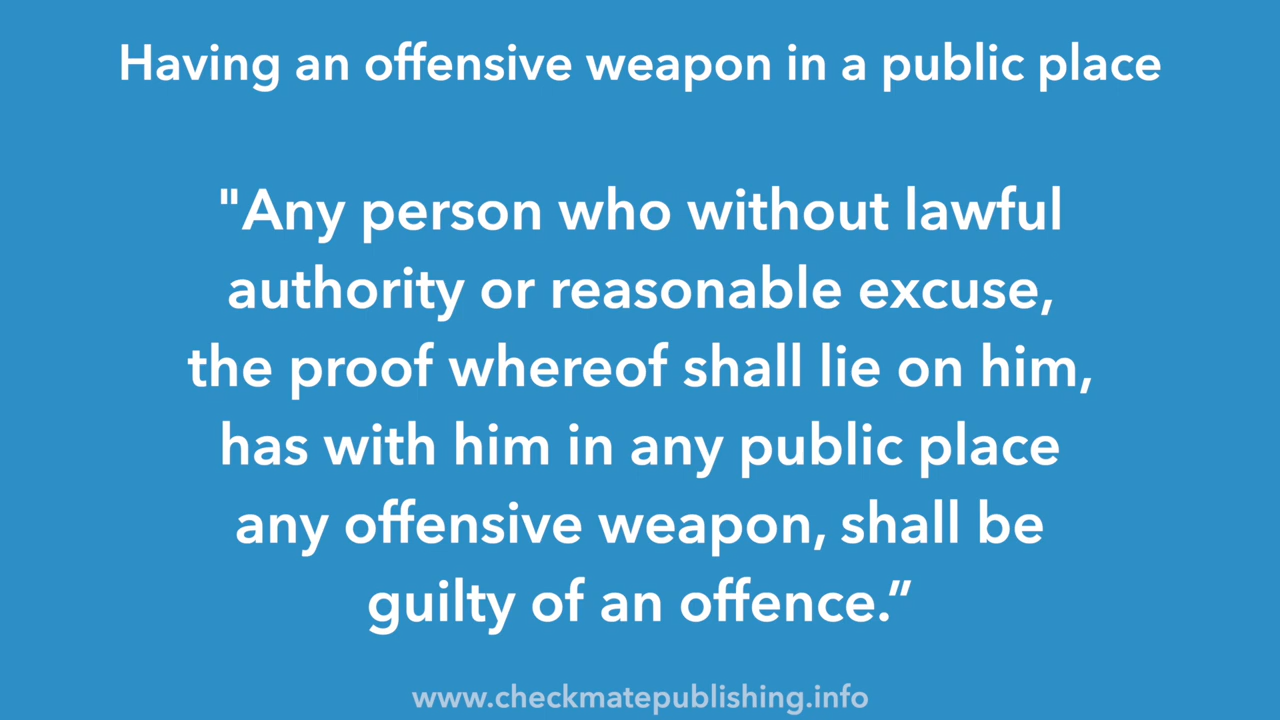 Having an offensive weapon in a public place
"Any person who without lawful
authority or reasonable excuse,
the proof whereof shall lie on him,
has with him in any public place
any offensive weapon, shall be
guilty of an offence.”
www.checkmatepublishing.info